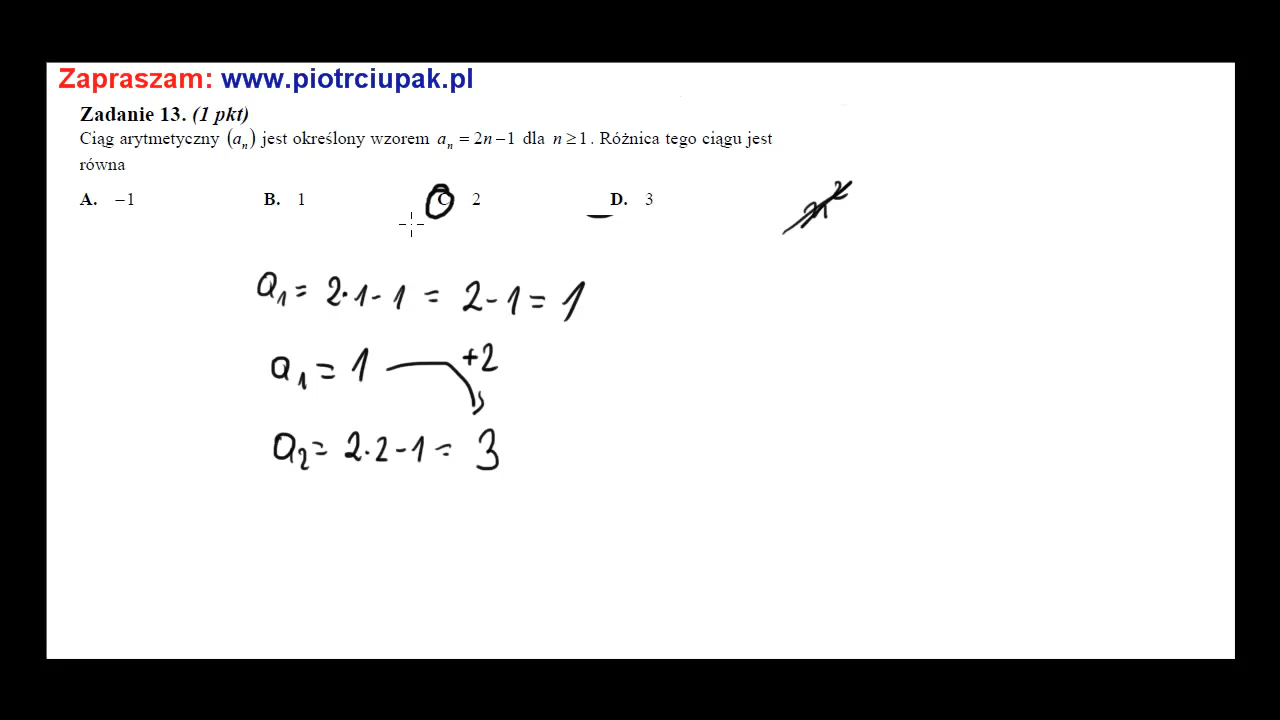 Zapraszam: www.piotrciupak.pl
Zadanie 13. (1 pkt)
Ciąg arytmetyczny (aₙ) jest określony wzorem aₙ = 2n − 1 dla n ≥ 1. Różnica tego ciągu jest
równa
A. −1 B. 1 C. 2 D. 3
a₁ = 2·1 - 1 = 2 - 1 = 1
a₁ = 1 +2
a₂ = 2·2 - 1 = 3